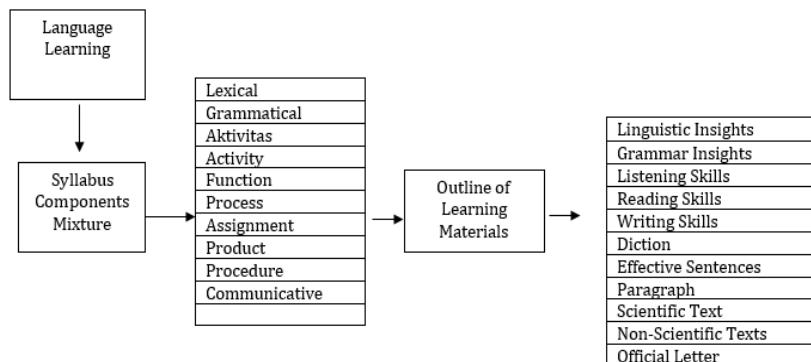 Language
Learning
Syllabus
Components
Mixture
Lexical
Grammatical
Aktivitas
Activity
Function
Process
Assignment
Product
Procedure
Communicative
Outline of
Learning
Materials
Linguistic Insights
Grammar Insights
Listening Skills
Reading Skills
Writing Skills
Diction
Effective Sentences
Paragraph
Scientific Text
Non-Scientific Texts
Official Letter